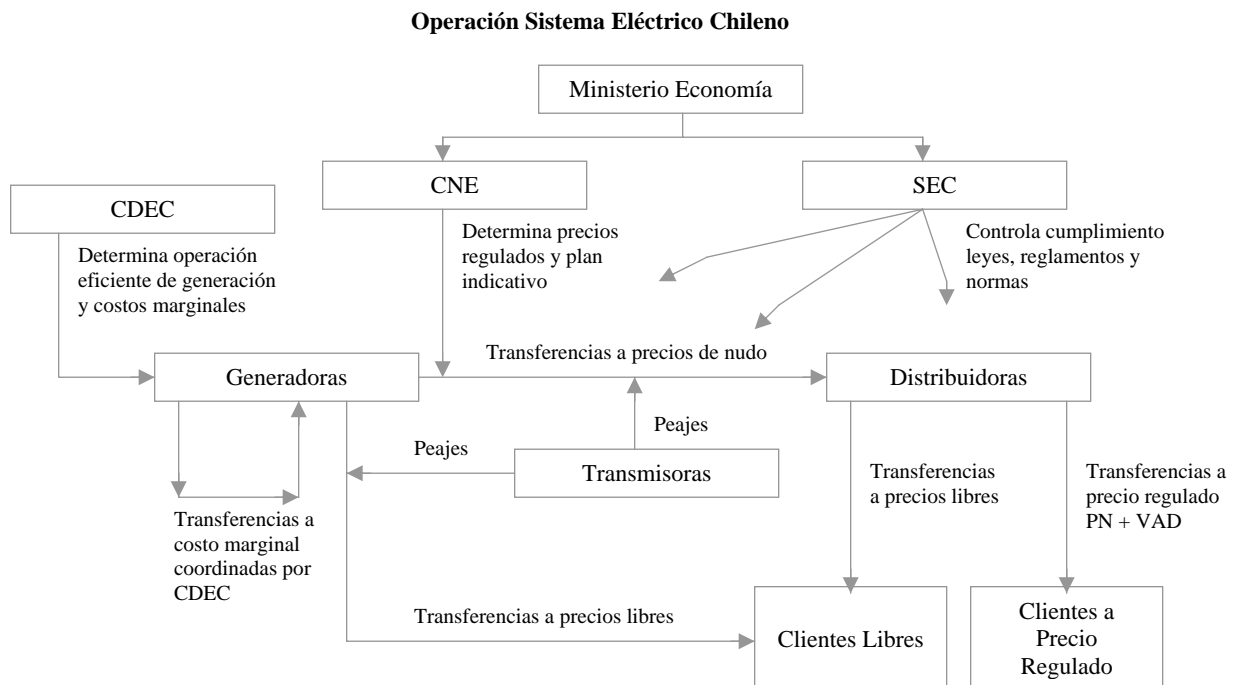 Operación Sistema Eléctrico Chileno
Ministerio Economía
CNE
SEC
CDEC
Determina operación
eficiente de generación
y costos marginales
Determina precios
regulados y plan
indicativo
Controla cumplimiento
leyes, reglamentos y
normas
Transferencias a precios de nudo
Generadoras
Distribuidoras
Peajes
Peajes
Transmisoras
Transferencias
a precios libres
Transferencias a
precio regulado
PN + VAD
Transferencias a
costo marginal
coordinadas por
CDEC
Transferencias a precios libres
Clientes Libres
Clientes a
Precio
Regulado